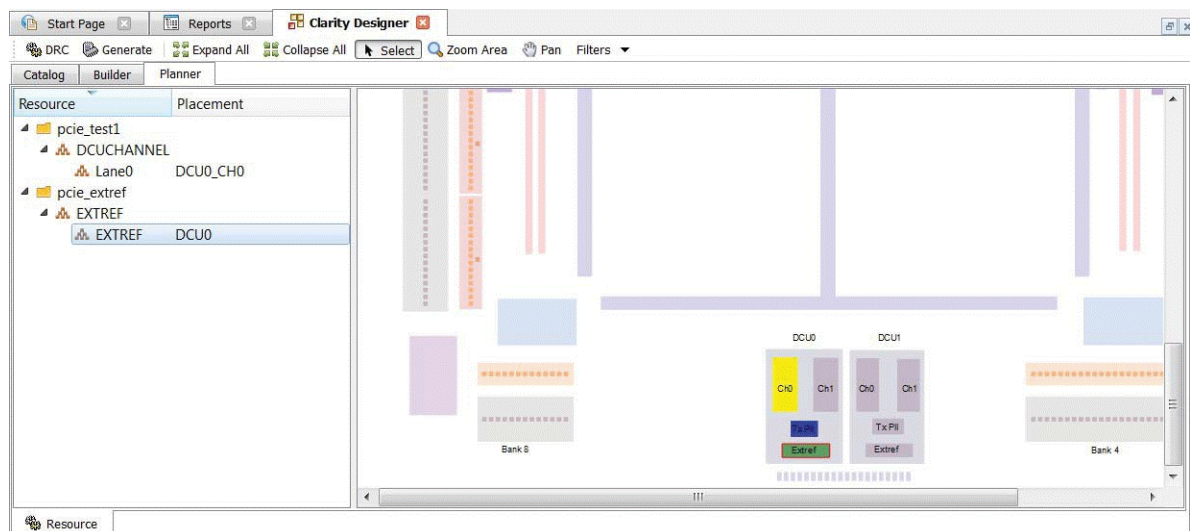 Start Page Reports Clarity Designer
DRC Generate Expand All Collapse All Select Zoom Area Pan Filters
Catalog Builder Planner
Resource Placement
pcie_test1
DCUCHANNEL
Lane0 DCU0_CH0
pcie_extref
EXTREF
EXTREF DCU0
DCU0 DCU1
Ch0 Ch1 Ch0 Ch1
Tx Pll Tx Pll
Extref Extref
Bank 8 Bank 4
Resource